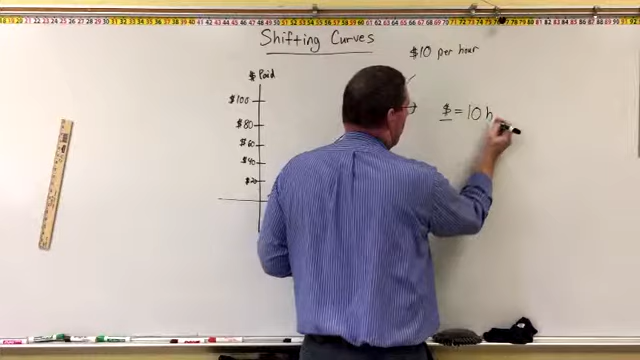 Shifting Curves
$10 per hour
$ Paid
$100
$80
$60
$40
$20
$ = 10 h